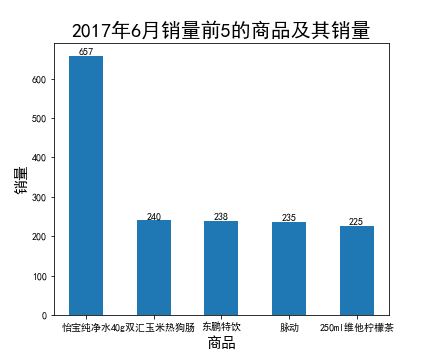 2017年6月销量前5的商品及其销量
销量
600
500
400
300
200
100
0
657
240
238
235
225
怡宝纯净水
40g双汇玉米热狗肠
东鹏特饮
脉动
250ml维他柠檬茶
商品